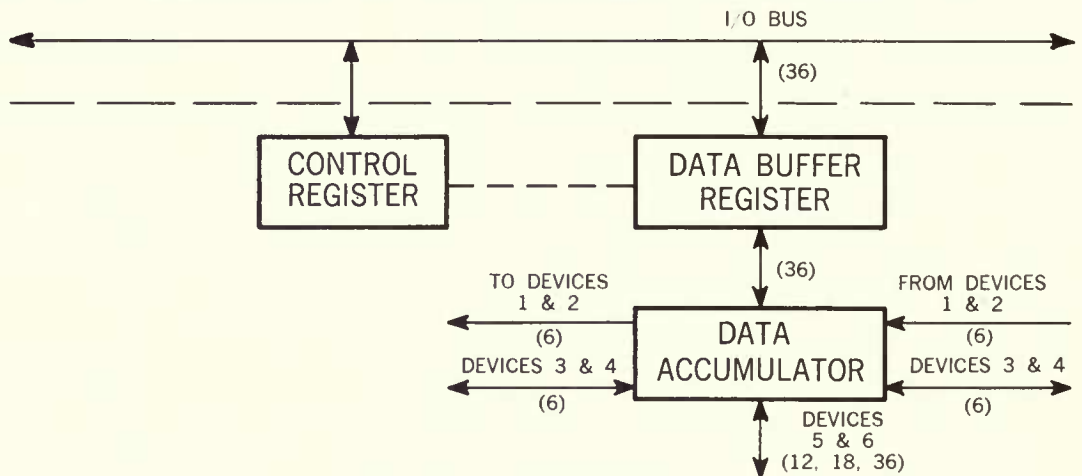 I/O BUS
(36)
CONTROL
REGISTER
DATA BUFFER
REGISTER
(36)
TO DEVICES
1 & 2
(6)
FROM DEVICES
1 & 2
(6)
DATA
ACCUMULATOR
DEVICES 3 & 4
(6)
DEVICES 3 & 4
(6)
DEVICES
5 & 6
(12, 18, 36)